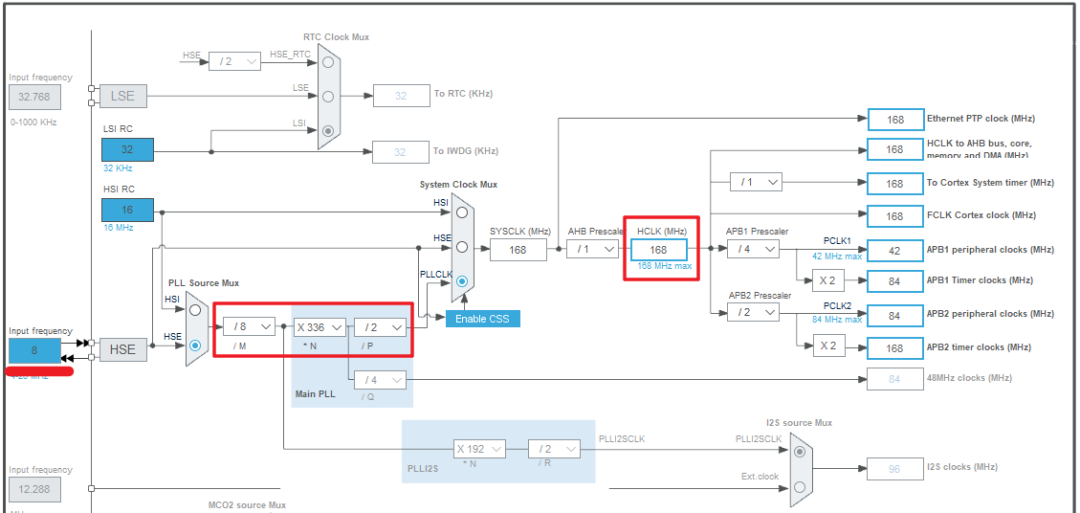 RTC Clock Mux
HSE
/ 2
HSE_RTC
Input frequency
32.768
0-1000 KHz
LSE
LSE
32
To RTC (KHz)
LSI RC
32
32 KHz
LSI
32
To IWDG (KHz)
HSI RC
16
16 MHz
System Clock Mux
HSI
HSE
PLLCLK
SYSCLK (MHz)
168
AHB Prescale
/ 1
HCLK (MHz)
168
168 MHz max
Enable CSS
168
Ethernet PTP clock (MHz)
168
HCLK to AHB bus, core,
memory and DMA (MHz)
/ 1
168
To Cortex System timer (MHz)
168
FCLK Cortex clock (MHz)
APB1 Prescaler
/ 4
PCLK1
42 MHz max
42
APB1 peripheral clocks (MHz)
X 2
84
APB1 Timer clocks (MHz)
APB2 Prescaler
/ 2
PCLK2
84 MHz max
84
APB2 peripheral clocks (MHz)
X 2
168
APB2 timer clocks (MHz)
84
48MHz clocks (MHz)
PLL Source Mux
HSI
HSE
Input frequency
8
HSE
/ 8
/ M
X 336
* N
/ 2
/ P
/ 4
/ Q
Main PLL
PLLI2S
X 192
* N
/ 2
/ R
PLLI2SCLK
I2S source Mux
PLLI2SCLK
Ext.clock
96
I2S clocks (MHz)
Input frequency
12.288
MCO2 source Mux